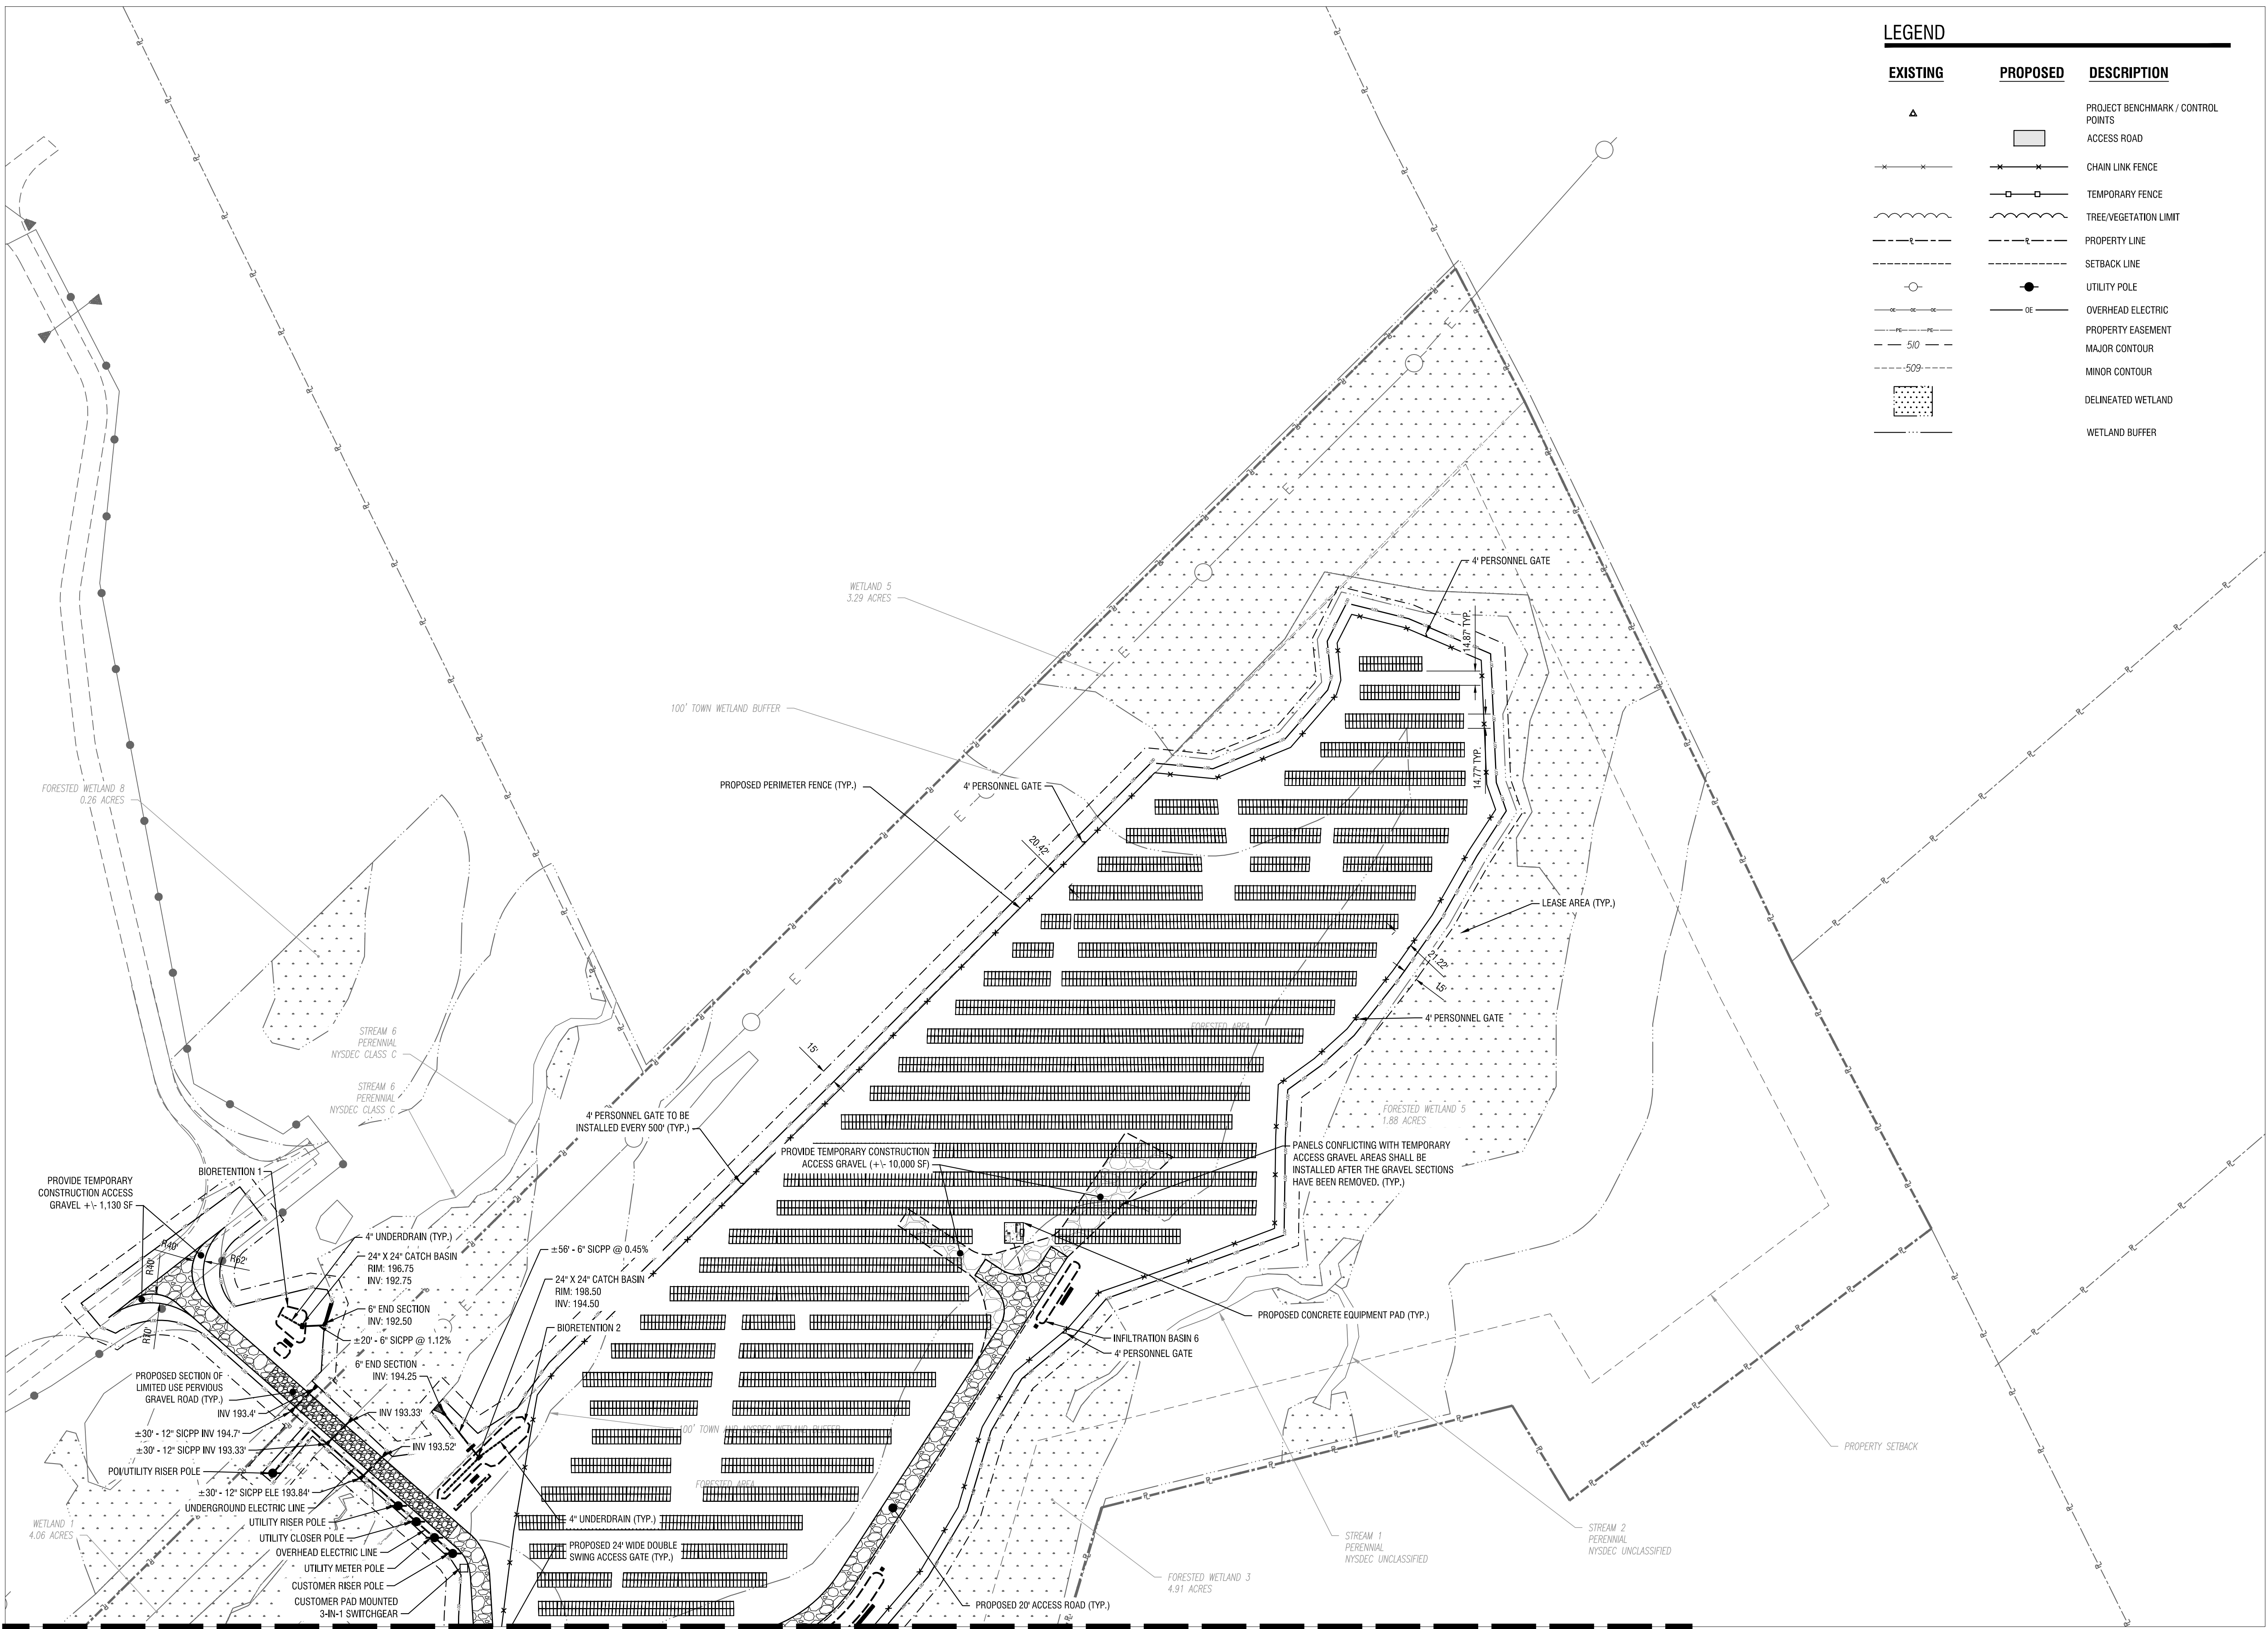 LEGEND
EXISTING PROPOSED DESCRIPTION
PROJECT BENCHMARK / CONTROL
POINTS
ACCESS ROAD
CHAIN LINK FENCE
TEMPORARY FENCE
TREE/VEGETATION LIMIT
PROPERTY LINE
SETBACK LINE
UTILITY POLE
OE OE OE
OE
OVERHEAD ELECTRIC
PE PE
PROPERTY EASEMENT
510
MAJOR CONTOUR
509
MINOR CONTOUR
DELINEATED WETLAND
WETLAND BUFFER
4' PERSONNEL GATE
WETLAND 5
3.29 ACRES
14.87' TYP.
100' TOWN WETLAND BUFFER
14.77' TYP.
PROPOSED PERIMETER FENCE (TYP.)
4' PERSONNEL GATE
FORESTED WETLAND 8
0.26 ACRES
20.42'
LEASE AREA (TYP.)
21.22'
15'
4' PERSONNEL GATE
FORESTED AREA
STREAM 6
PERENNIAL
NYSDEC CLASS C
15'
STREAM 6
PERENNIAL
NYSDEC CLASS C
4' PERSONNEL GATE TO BE
INSTALLED EVERY 500' (TYP.)
FORESTED WETLAND 5
1.88 ACRES
PROVIDE TEMPORARY CONSTRUCTION
ACCESS GRAVEL (+\- 10,000 SF)
PANELS CONFLICTING WITH TEMPORARY
ACCESS GRAVEL AREAS SHALL BE
INSTALLED AFTER THE GRAVEL SECTIONS
HAVE BEEN REMOVED. (TYP.)
BIORETENTION 1
PROVIDE TEMPORARY
CONSTRUCTION ACCESS
GRAVEL +\- 1,130 SF
R40'
R40'
R62'
R70'
4" UNDERDRAIN (TYP.)
24" X 24" CATCH BASIN
RIM: 196.75
INV: 192.75
±56' - 6" SICPP @ 0.45%
24" X 24" CATCH BASIN
RIM: 198.50
INV: 194.50
6" END SECTION
INV: 192.50
±20' - 6" SICPP @ 1.12%
BIORETENTION 2
PROPOSED CONCRETE EQUIPMENT PAD (TYP.)
INFILTRATION BASIN 6
4' PERSONNEL GATE
6" END SECTION
INV: 194.25
PROPOSED SECTION OF
LIMITED USE PERVIOUS
GRAVEL ROAD (TYP.)
INV 193.4'
INV 193.33'
±30' - 12" SICPP INV 194.7'
±30' - 12" SICPP INV 193.33'
INV 193.52'
100' TOWN AND NYSDEC WETLAND BUFFER
PROPERTY SETBACK
POI/UTILITY RISER POLE
±30' - 12" SICPP ELE 193.84'
FORESTED AREA
UNDERGROUND ELECTRIC LINE
UTILITY RISER POLE
4" UNDERDRAIN (TYP.)
WETLAND 1
4.06 ACRES
UTILITY CLOSER POLE
OVERHEAD ELECTRIC LINE
PROPOSED 24' WIDE DOUBLE
SWING ACCESS GATE (TYP.)
STREAM 1
PERENNIAL
NYSDEC UNCLASSIFIED
STREAM 2
PERENNIAL
NYSDEC UNCLASSIFIED
UTILITY METER POLE
CUSTOMER RISER POLE
CUSTOMER PAD MOUNTED
3-IN-1 SWITCHGEAR
FORESTED WETLAND 3
4.91 ACRES
PROPOSED 20' ACCESS ROAD (TYP.)